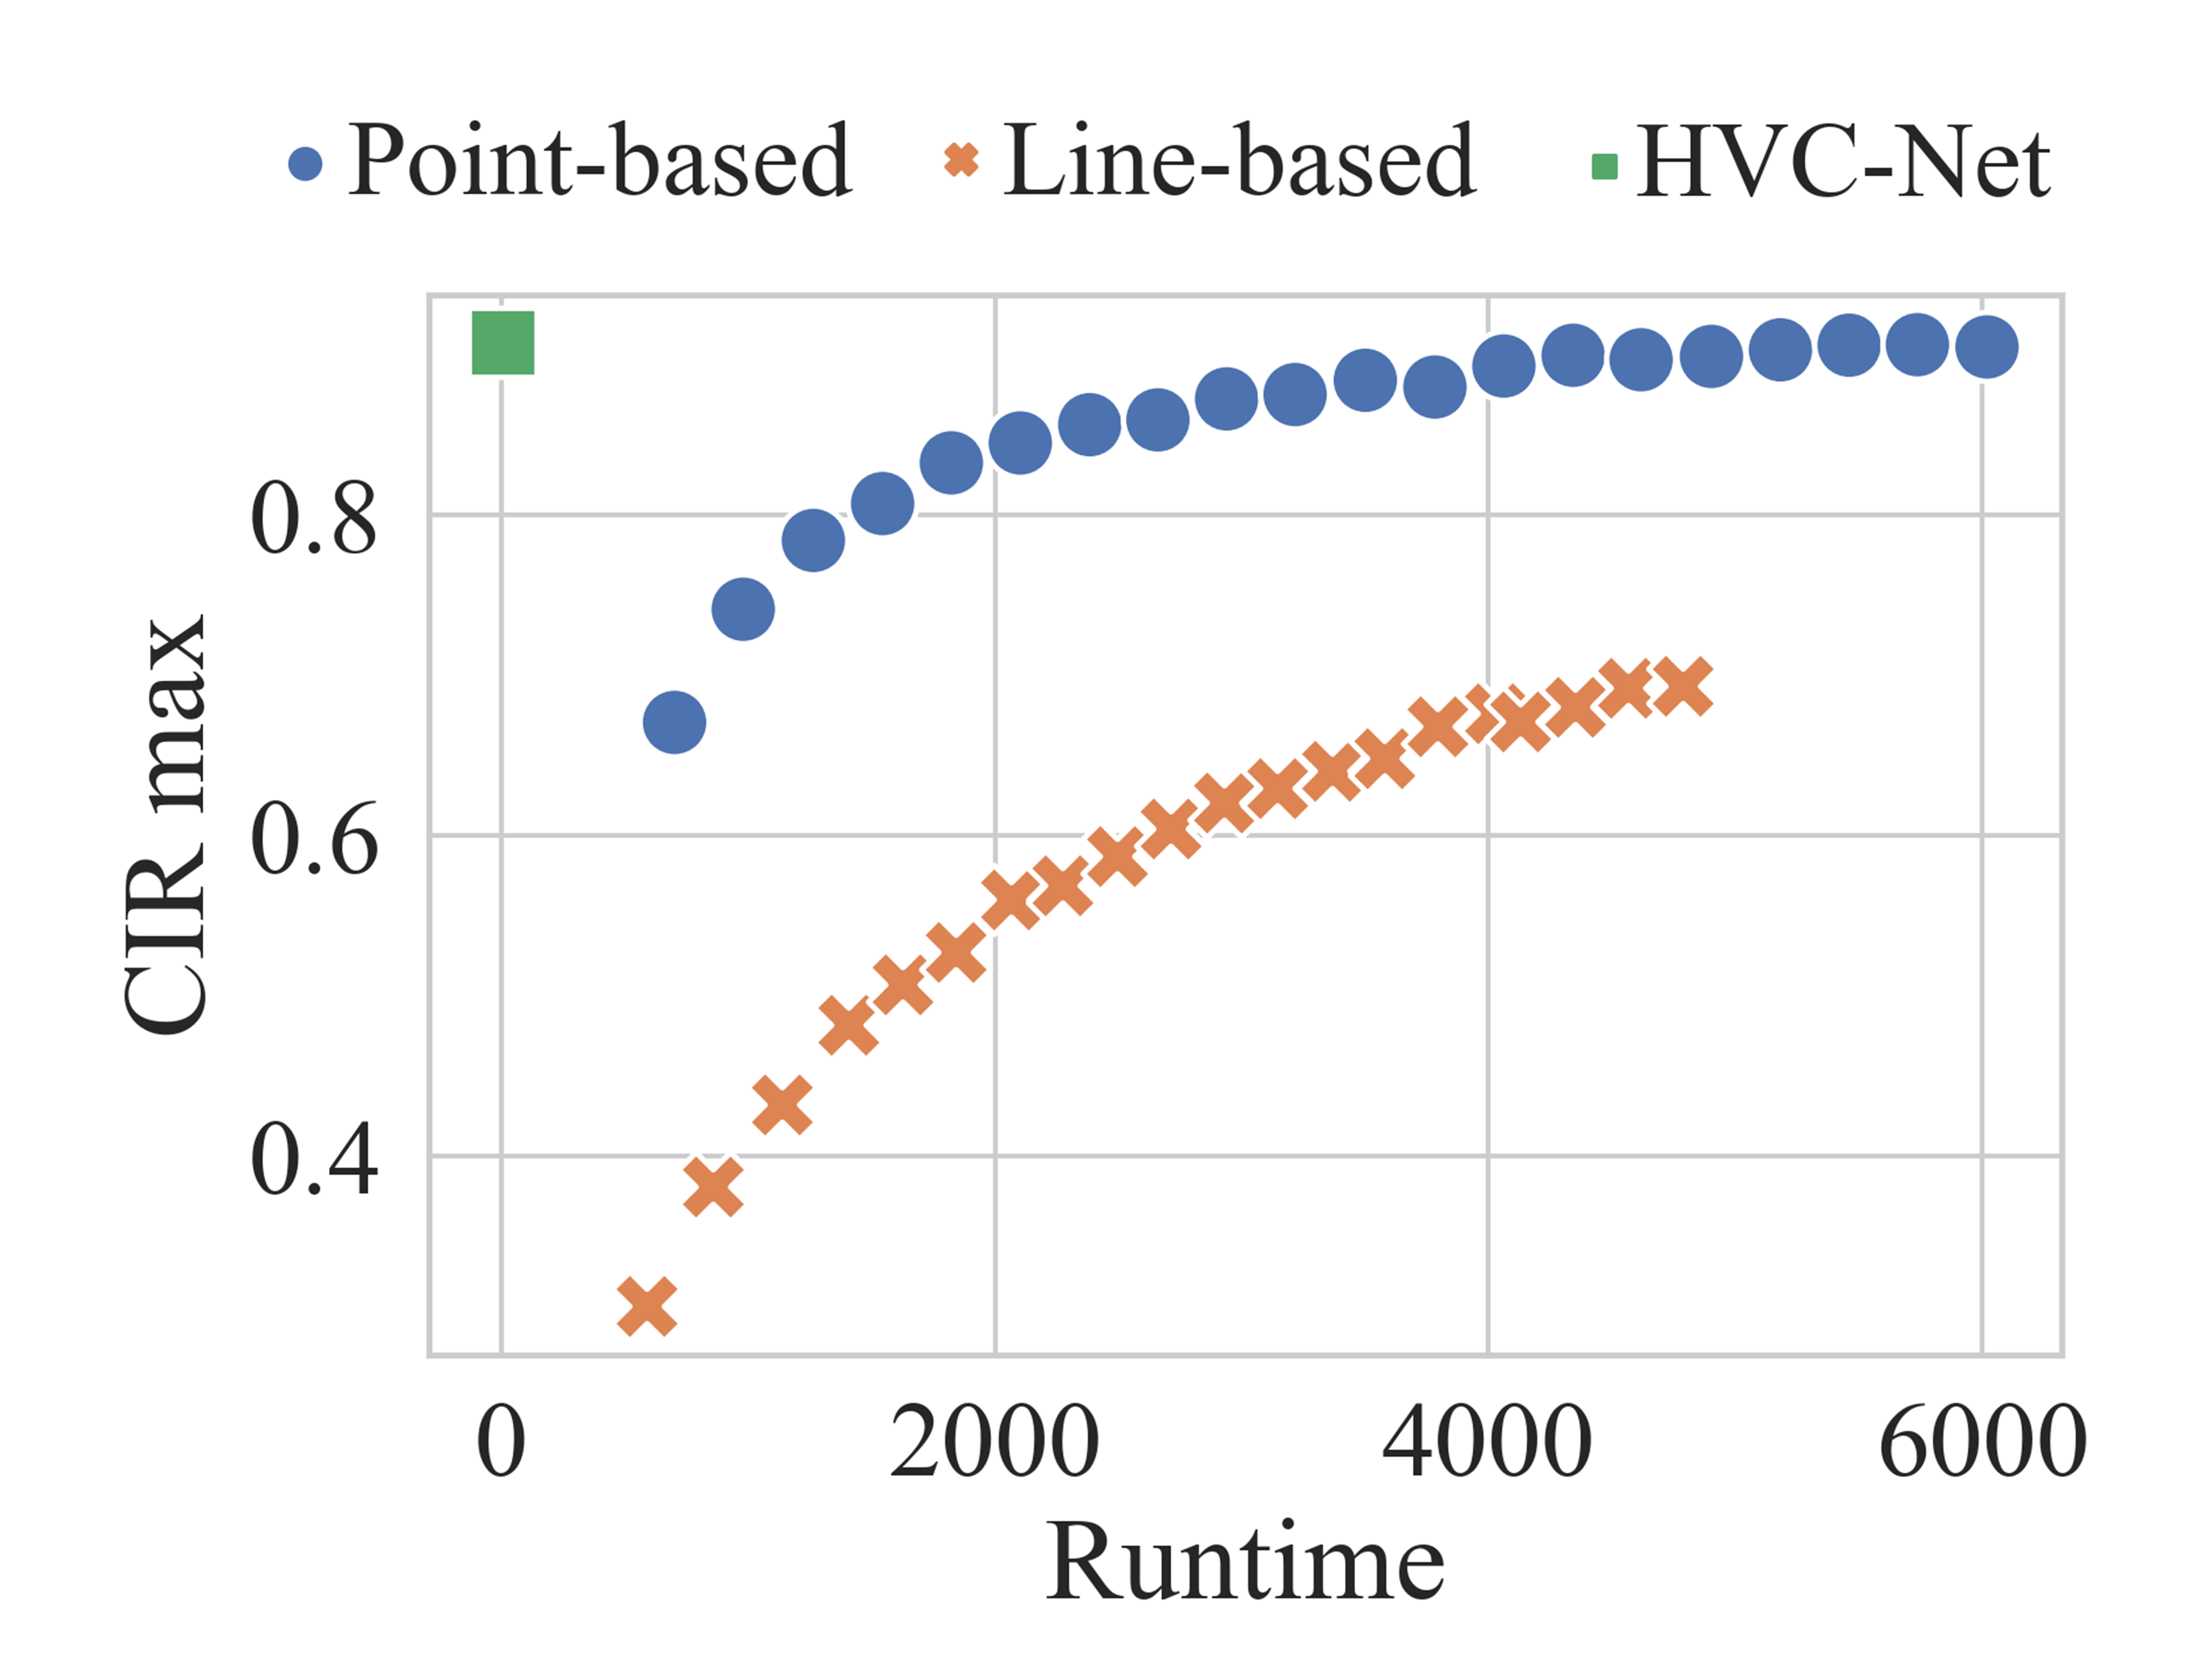 Point-based Line-based HVC-Net
0.8
0.6
0.4
CIR max
0 2000 4000 6000
Runtime